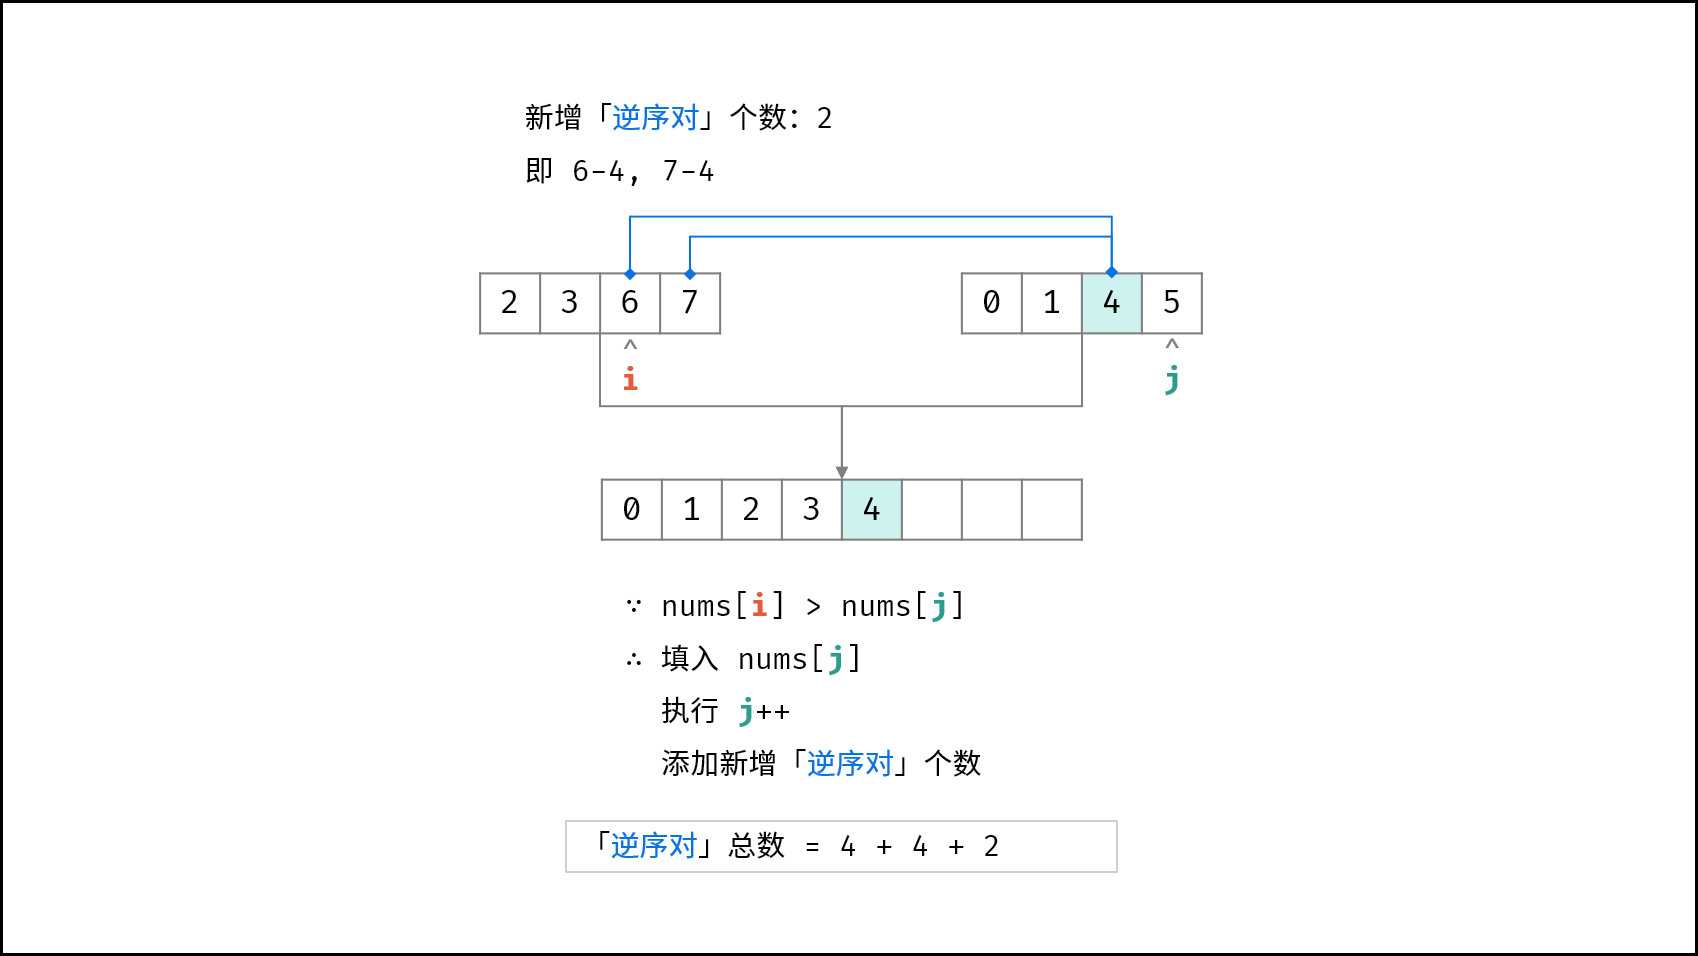 新增「逆序对」个数: 2
即 6-4, 7-4
2 3 6 7 0 1 4 5
^ ^
i j
0 1 2 3 4
∵ nums[i] > nums[j]
∴ 填入 nums[j]
执行 j++
添加新增「逆序对」个数
「逆序对」总数 = 4 + 4 + 2